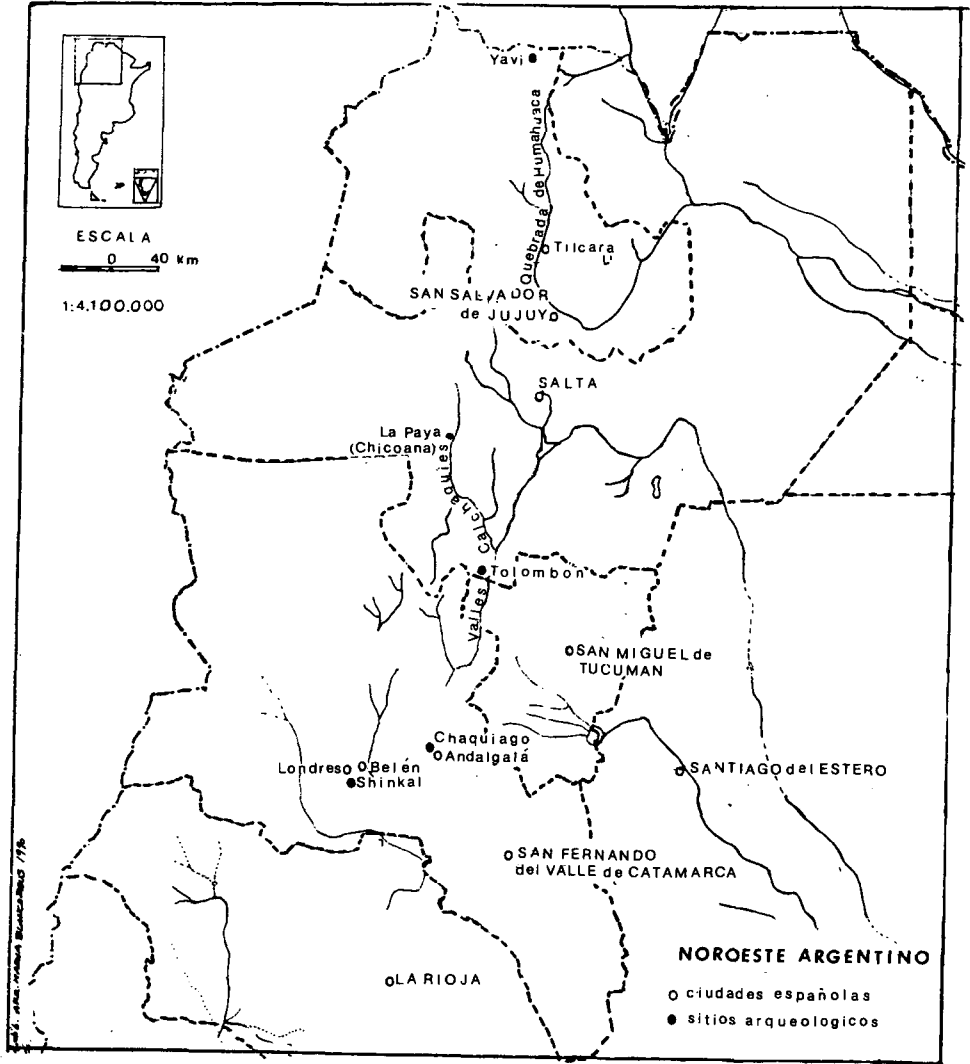 Yavi
Quebrada de Humahuaca
ESCALA
0 40 km
1:4.100.000
Tilcara
SAN SALVADOR
de JUJUY
SALTA
La Paya
(Chicoana)
Valles Calchaquies
Tolombon
SAN MIGUEL de
TUCUMAN
Chaquiago
Andalgalá
Londres
Belén
Shinkal
SANTIAGO del ESTERO
SAN FERNANDO
del VALLE de CATAMARCA
LA RIOJA
NOROESTE ARGENTINO
ciudades españolas
sitios arqueologicos
MARIA